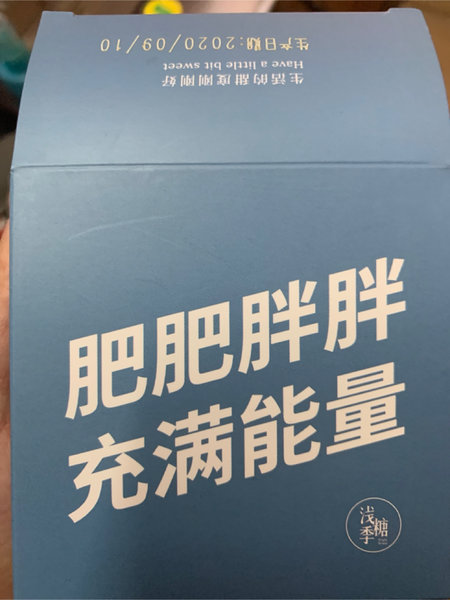 生活的甜度刚刚好
Have a little bit sweet
生产日期:2020/09/10
肥肥胖胖
充满能量
浅季糖